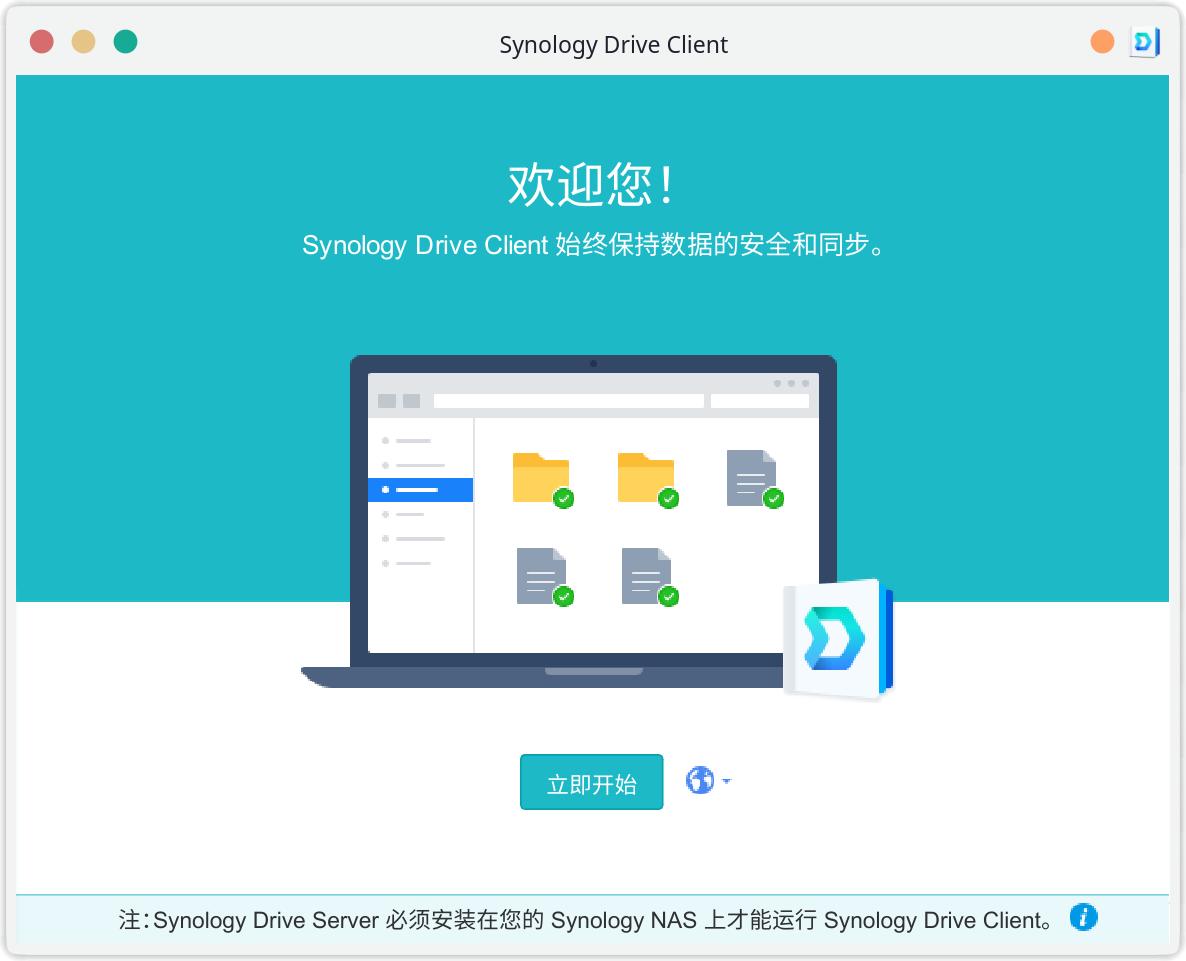 Synology Drive Client
欢迎您！
Synology Drive Client 始终保持数据的安全和同步。
立即开始
注：Synology Drive Server 必须安装在您的 Synology NAS 上才能运行 Synology Drive Client。